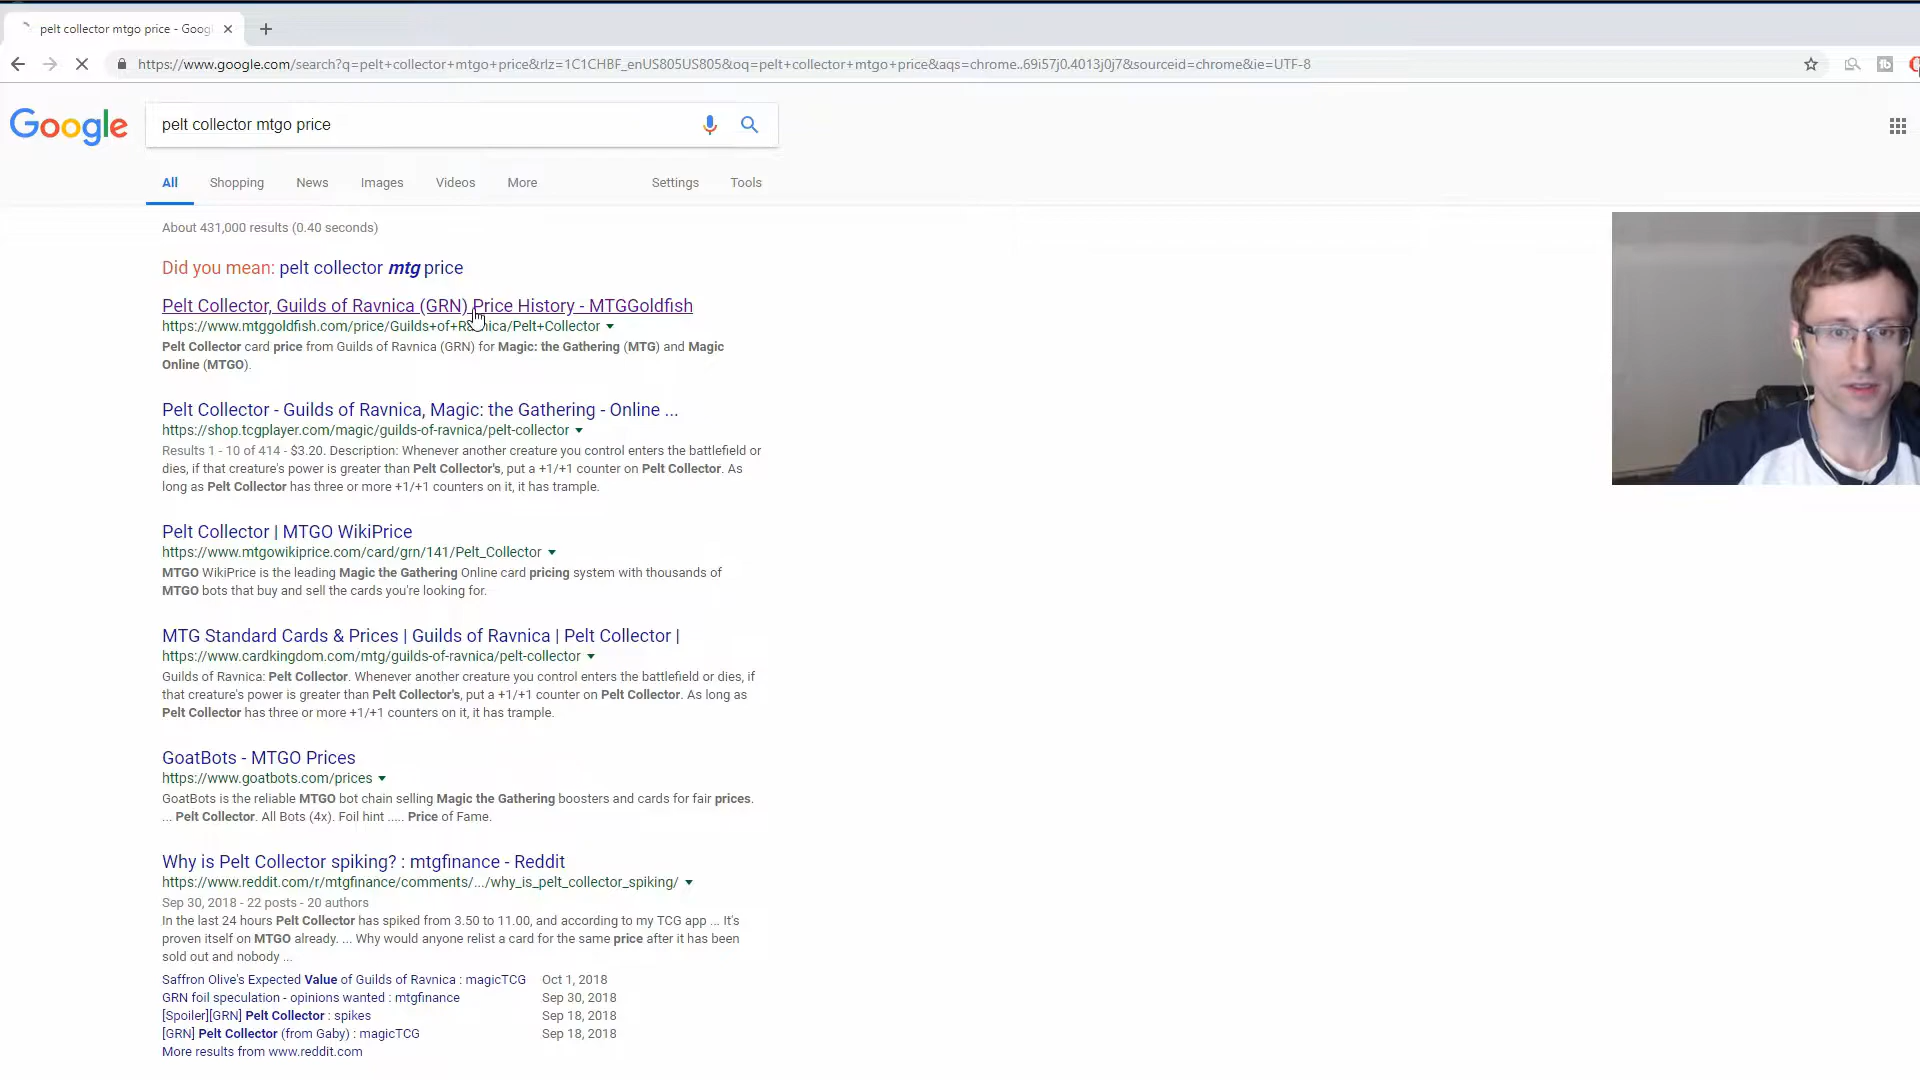 pelt collector mtgo price - Goog
https://www.google.com/search?q=pelt+collector+mtgo+price&rlz=1C1CHBF_enUS805US805&oq=pelt+collector+mtgo+price&aqs=chrome..69i57j0.4013j0j7&sourceid=chrome&ie=UTF-8
Google
pelt collector mtgo price
All Shopping News Images Videos More Settings Tools
About 431,000 results (0.40 seconds)
Did you mean: pelt collector mtg price
Pelt Collector, Guilds of Ravnica (GRN) Price History - MTGGoldfish
https://www.mtggoldfish.com/price/Guilds+of+Ravnica/Pelt+Collector
Pelt Collector card price from Guilds of Ravnica (GRN) for Magic: the Gathering (MTG) and Magic
Online (MTGO).
Pelt Collector - Guilds of Ravnica, Magic: the Gathering - Online ...
https://shop.tcgplayer.com/magic/guilds-of-ravnica/pelt-collector
Results 1 - 10 of 414 - $3.20. Description: Whenever another creature you control enters the battlefield or
dies, if that creature's power is greater than Pelt Collector's, put a +1/+1 counter on Pelt Collector. As
long as Pelt Collector has three or more +1/+1 counters on it, it has trample.
Pelt Collector | MTGO WikiPrice
https://www.mtgowikiprice.com/card/grn/141/Pelt_Collector
MTGO WikiPrice is the leading Magic the Gathering Online card pricing system with thousands of
MTGO bots that buy and sell the cards you're looking for.
MTG Standard Cards & Prices | Guilds of Ravnica | Pelt Collector |
https://www.cardkingdom.com/mtg/guilds-of-ravnica/pelt-collector
Guilds of Ravnica: Pelt Collector. Whenever another creature you control enters the battlefield or dies, if
that creature's power is greater than Pelt Collector's, put a +1/+1 counter on Pelt Collector. As long as
Pelt Collector has three or more +1/+1 counters on it, it has trample.
GoatBots - MTGO Prices
https://www.goatbots.com/prices
GoatBots is the reliable MTGO bot chain selling Magic the Gathering boosters and cards for fair prices.
... Pelt Collector. All Bots (4x). Foil hint ..... Price of Fame.
Why is Pelt Collector spiking? : mtgfinance - Reddit
https://www.reddit.com/r/mtgfinance/comments/.../why_is_pelt_collector_spiking/
Sep 30, 2018 - 22 posts - 20 authors
In the last 24 hours Pelt Collector has spiked from 3.50 to 11.00, and according to my TCG app ... It's
proven itself on MTGO already. ... Why would anyone relist a card for the same price after it has been
sold out and nobody ...
Saffron Olive's Expected Value of Guilds of Ravnica : magicTCG Oct 1, 2018
GRN foil speculation - opinions wanted : mtgfinance Sep 30, 2018
[Spoiler][GRN] Pelt Collector : spikes Sep 18, 2018
[GRN] Pelt Collector (from Gaby) : magicTCG Sep 18, 2018
More results from www.reddit.com